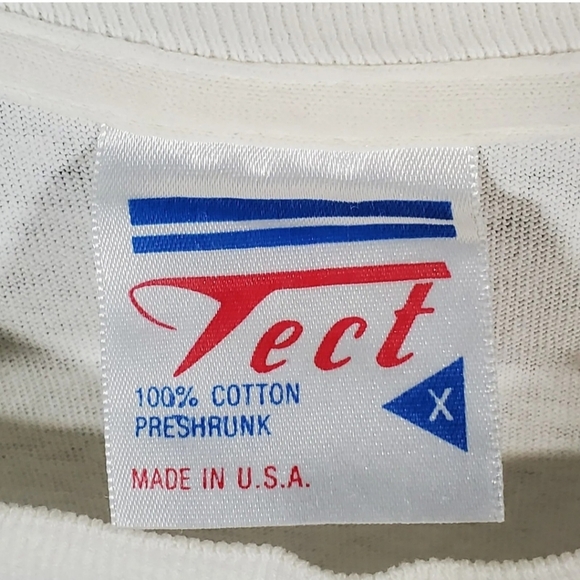 Tect
100% COTTON
PRESHRUNK
X
MADE IN U.S.A.